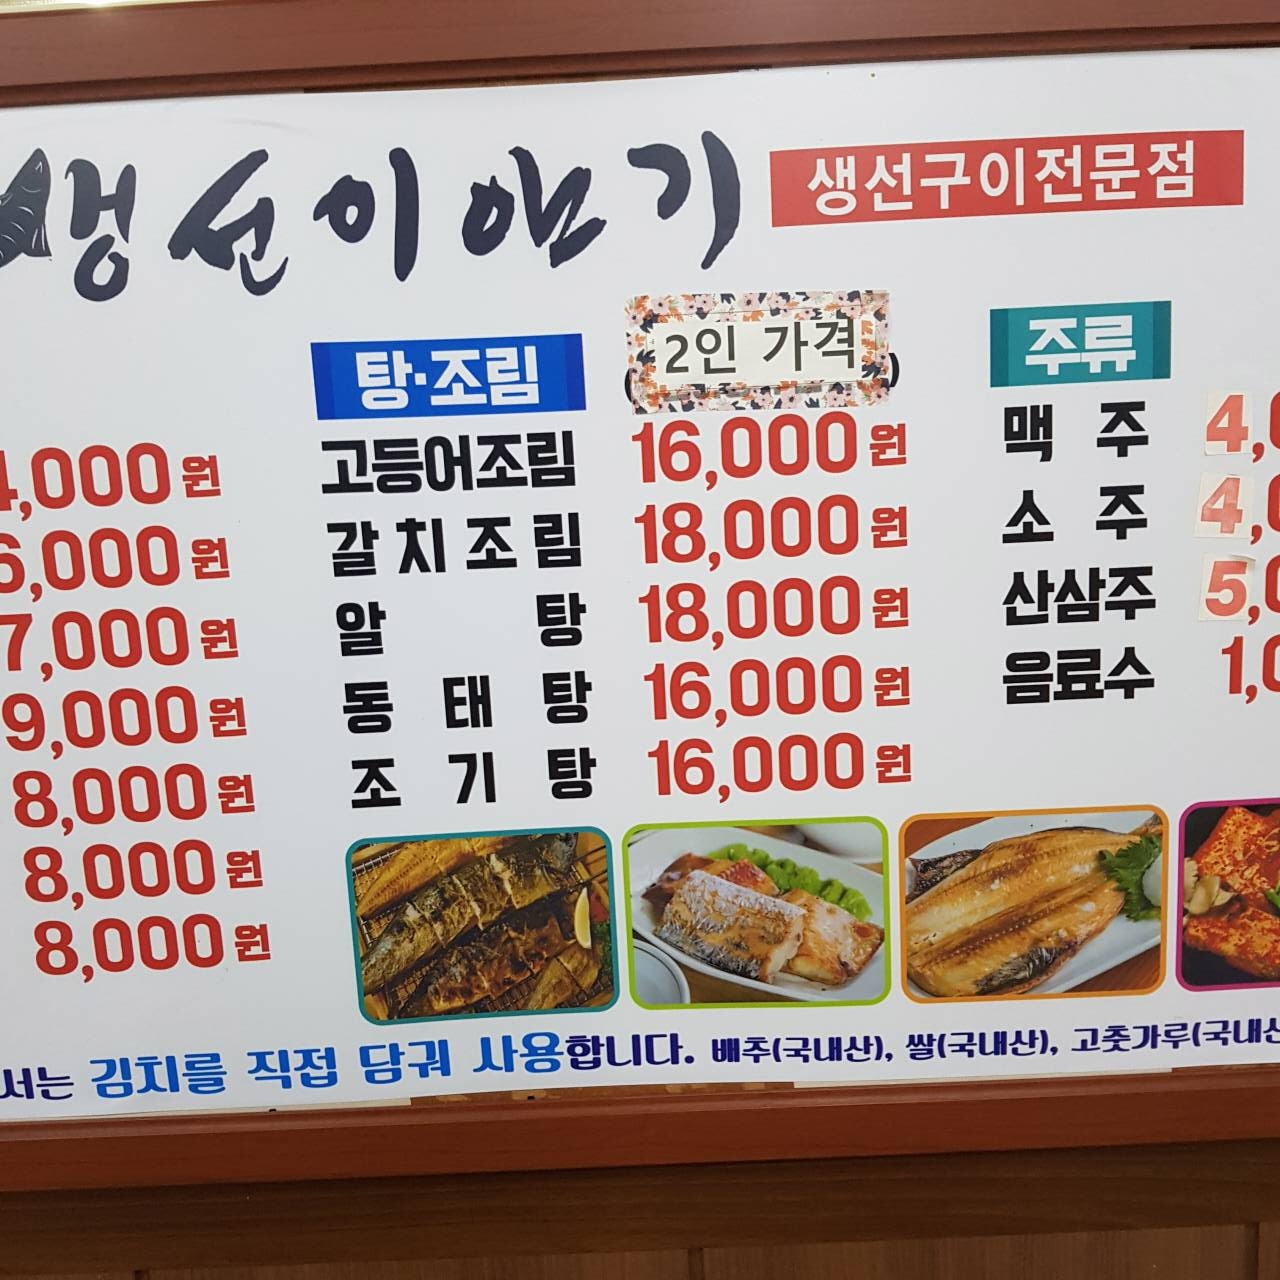 생선이야기
생선구이전문점
탕·조림
2인 가격
주류
,000원
6,000원
7,000원
9,000원
8,000원
8,000원
8,000원
고등어조림 16,000원
갈치조림 18,000원
알탕 18,000원
동태탕 16,000원
조기탕 16,000원
맥주 4,0
소주 4,0
산삼주 5,0
음료수 1,0
서는 김치를 직접 담궈 사용합니다. 배추(국내산), 쌀(국내산), 고춧가루(국내산